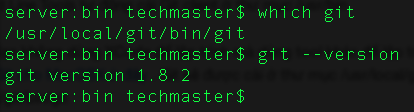 server:bin techmaster$ which git
/usr/local/git/bin/git
server:bin techmaster$ git --version
git version 1.8.2
server:bin techmaster$